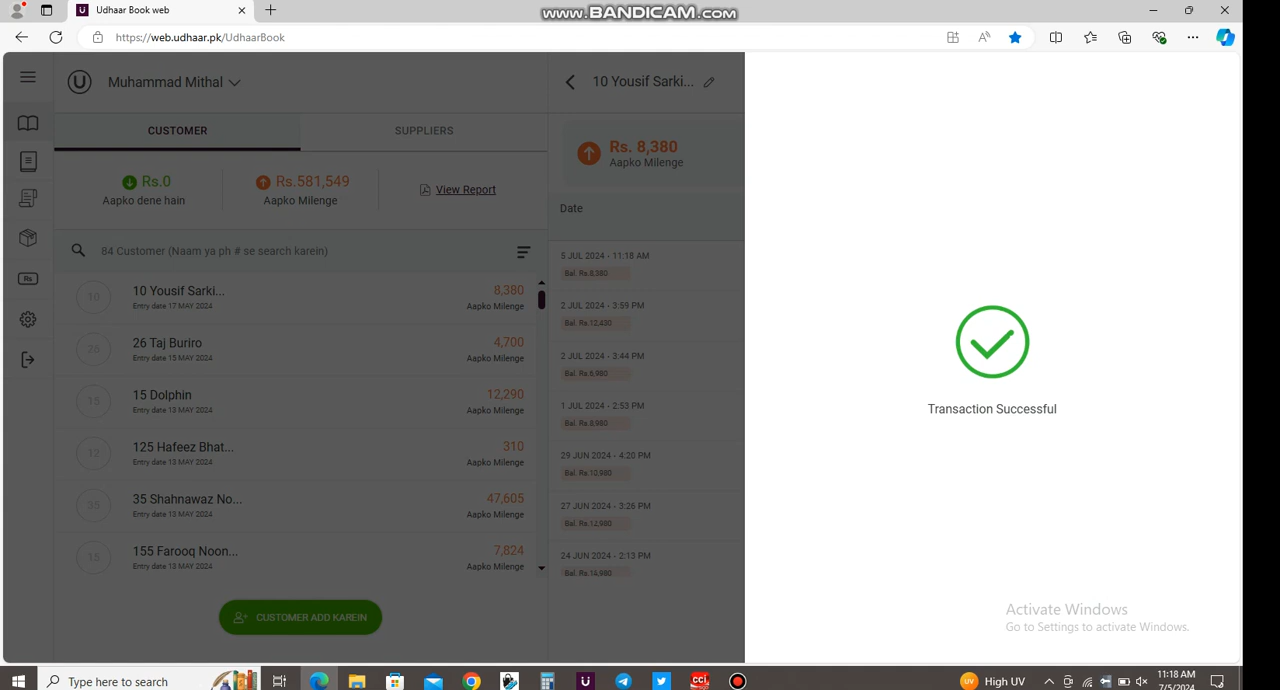 www.BANDICAM.com
Udhaar Book web
https://web.udhaar.pk/UdhaarBook
Muhammad Mithal
10 Yousif Sarki...
CUSTOMER
SUPPLIERS
Rs. 8,380
Aapko Milenge
Rs.0
Aapko dene hain
Rs.581,549
Aapko Milenge
View Report
Date
84 Customer (Naam ya ph # se search karein)
10
10 Yousif Sarki...
Entry date 17 MAY 2024
8,380
Aapko Milenge
26
26 Taj Buriro
Entry date 15 MAY 2024
4,700
Aapko Milenge
15
15 Dolphin
Entry date 13 MAY 2024
12,290
Aapko Milenge
12
125 Hafeez Bhat...
Entry date 13 MAY 2024
310
Aapko Milenge
35
35 Shahnawaz No...
Entry date 13 MAY 2024
47,605
Aapko Milenge
15
155 Farooq Noon...
Entry date 13 MAY 2024
7,824
Aapko Milenge
CUSTOMER ADD KAREIN
5 JUL 2024 - 11:18 AM
Bal. Rs.8,380
2 JUL 2024 - 3:59 PM
Bal. Rs.12,430
2 JUL 2024 - 3:44 PM
Bal. Rs.6,980
1 JUL 2024 - 2:53 PM
Bal. Rs.8,980
29 JUN 2024 - 4:20 PM
Bal. Rs.10,980
27 JUN 2024 - 3:26 PM
Bal. Rs.12,980
24 JUN 2024 - 2:13 PM
Bal. Rs.14,980
Transaction Successful
Activate Windows
Go to Settings to activate Windows.
Type here to search
High UV
11:18 AM
7/5/2024